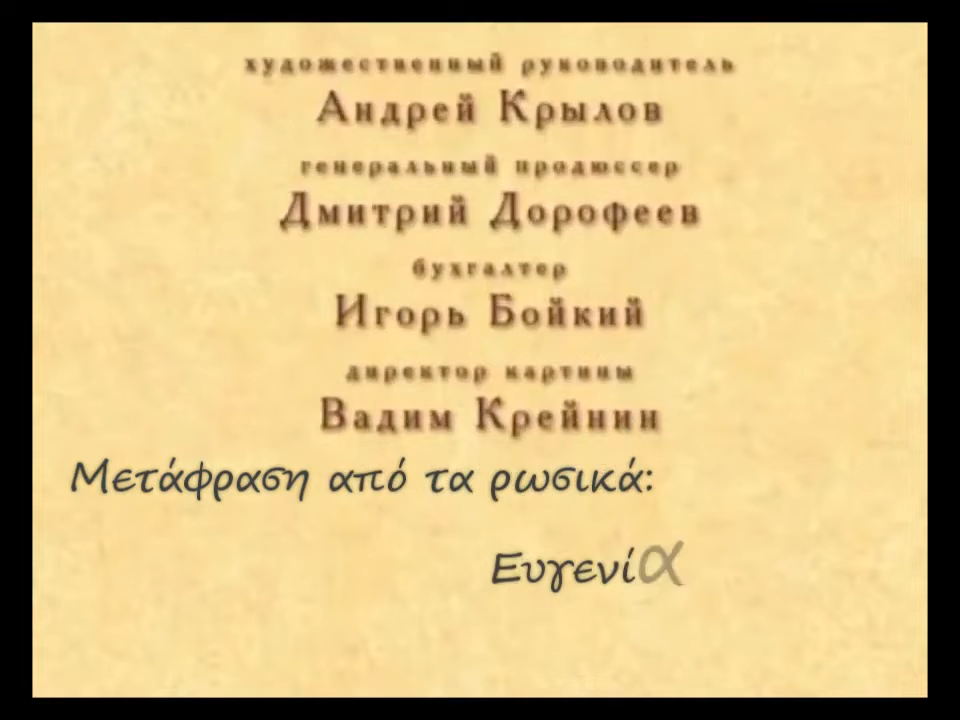 художественный руководитель
Андрей Крылов
генеральный продюссер
Дмитрий Дорофеев
бухгалтер
Игорь Бойкий
директор картины
Вадим Крейнин
Μετάφραση από τα ρωσικά:
Ευγενία